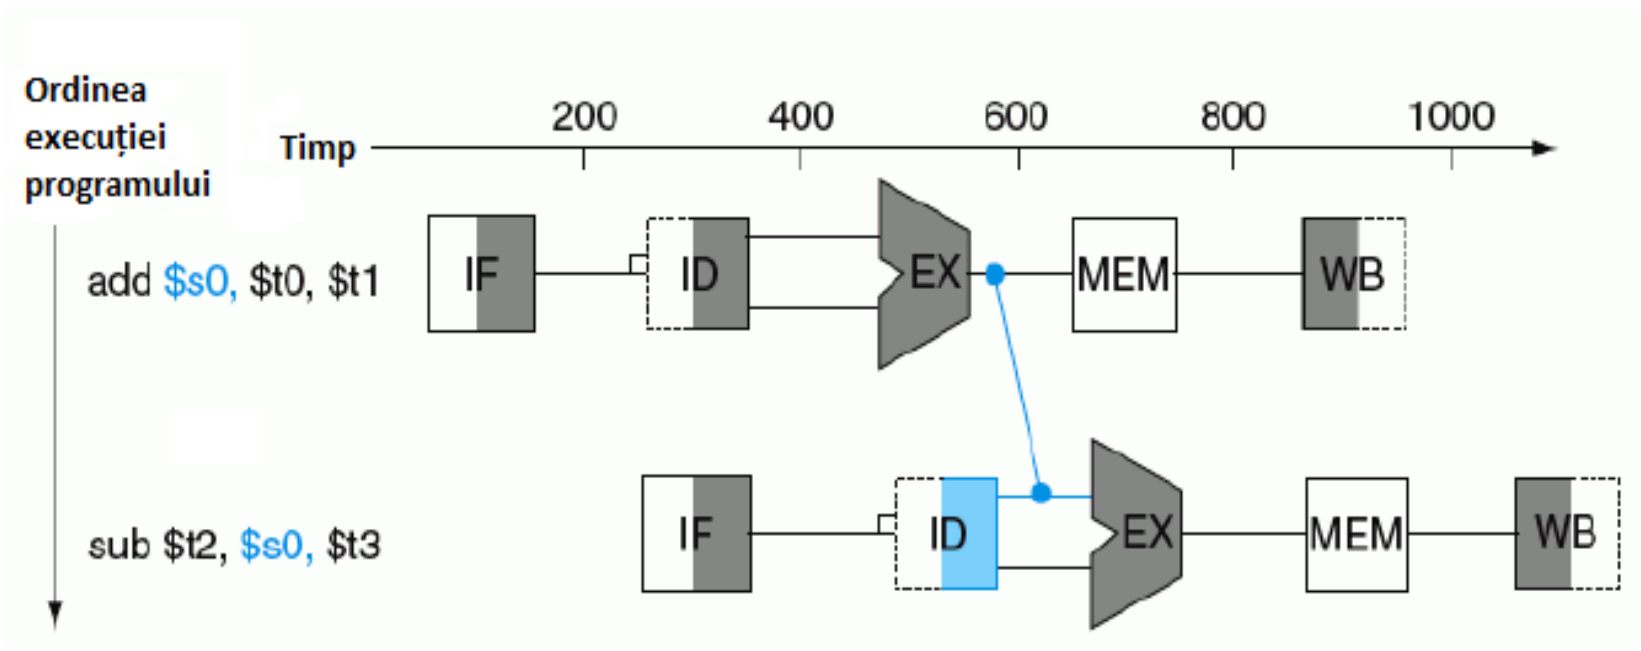 Ordinea
execuției
programului
Timp
200 400 600 800 1000
add $s0, $t0, $t1
IF ID EX MEM WB
sub $t2, $s0, $t3
IF ID EX MEM WB